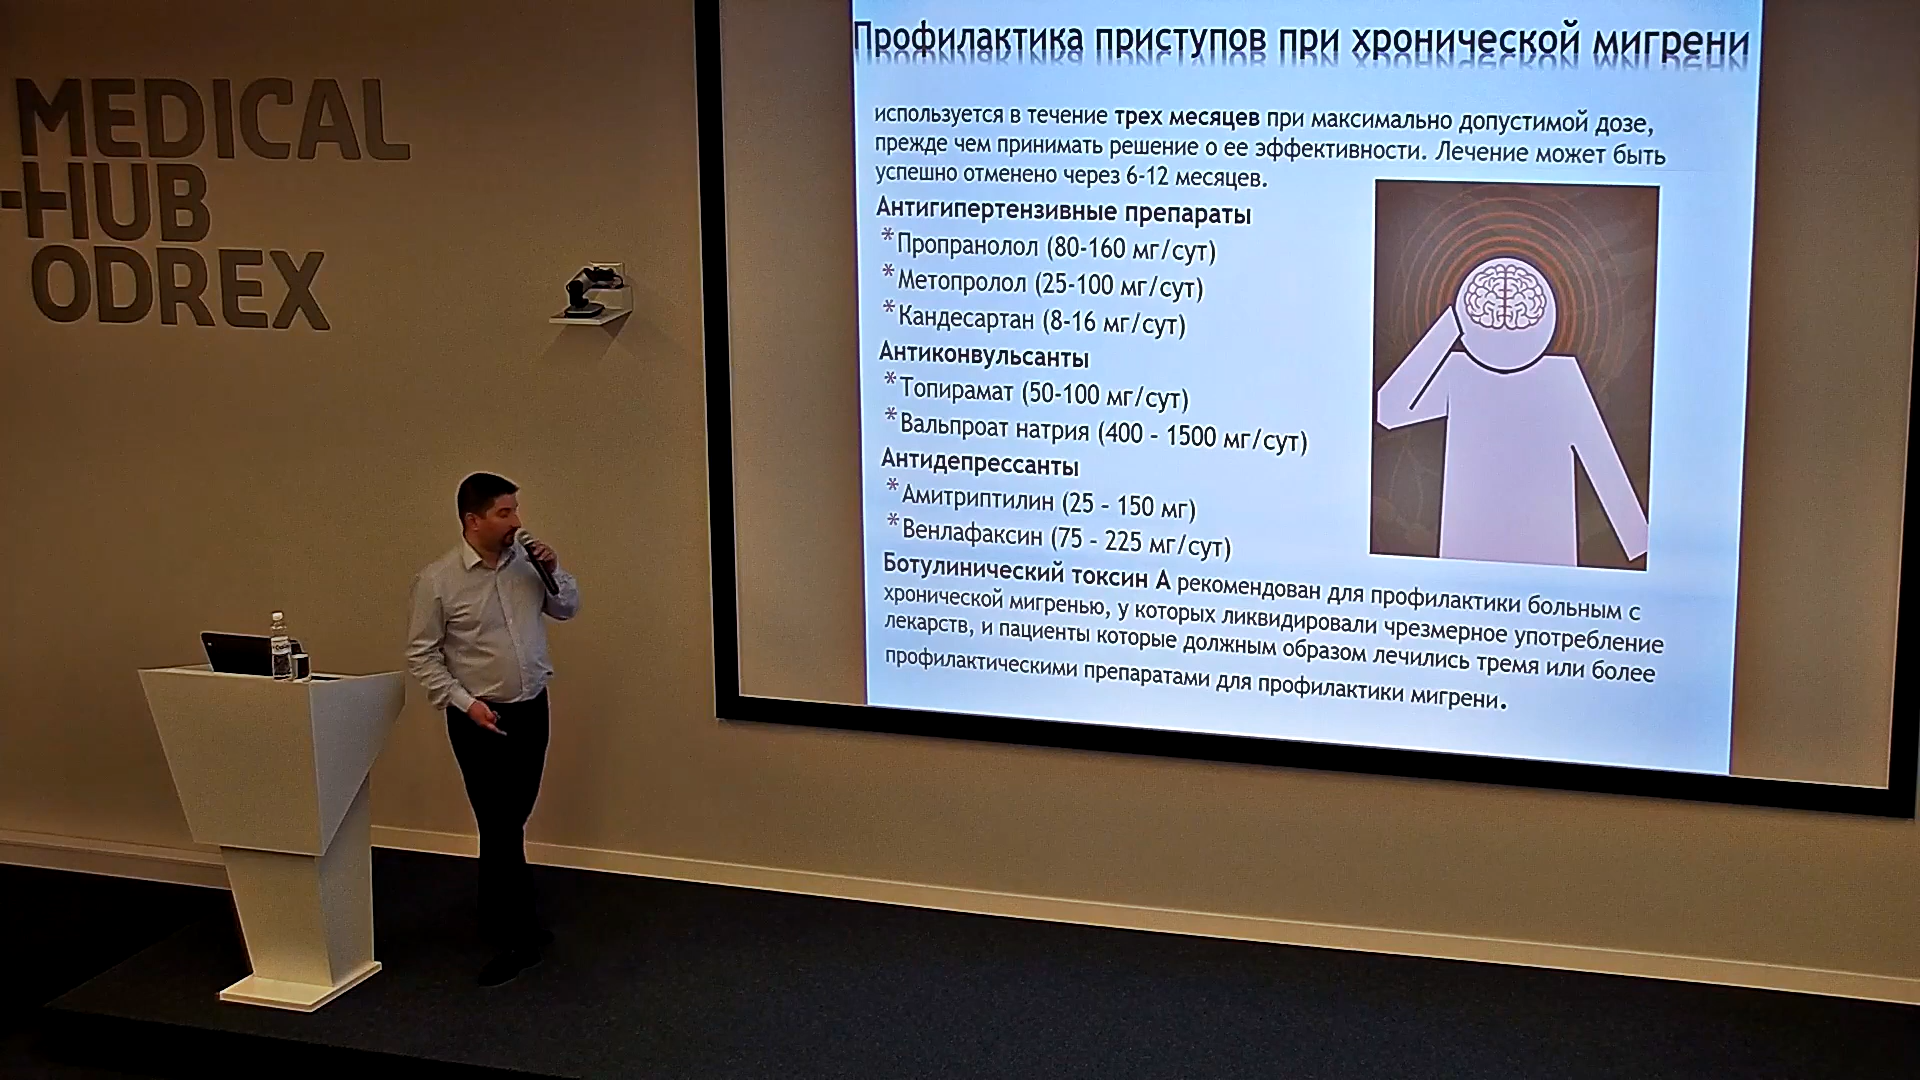 MEDICAL
HUB
ODREX
Профилактика приступов при хронической мигрени
используется в течение трех месяцев при максимально допустимой дозе,
прежде чем принимать решение о ее эффективности. Лечение может быть
успешно отменено через 6-12 месяцев.
Антигипертензивные препараты
*Пропранолол (80-160 мг/сут)
*Метопролол (25-100 мг/сут)
*Кандесартан (8-16 мг/сут)
Антиконвульсанты
*Топирамат (50-100 мг/сут)
*Вальпроат натрия (400 - 1500 мг/сут)
Антидепрессанты
*Амитриптилин (25 - 150 мг)
*Венлафаксин (75 - 225 мг/сут)
Ботулинический токсин А рекомендован для профилактики больным с
хронической мигренью, у которых ликвидировали чрезмерное употребление
лекарств, и пациенты которые должным образом лечились тремя или более
профилактическими препаратами для профилактики мигрени.